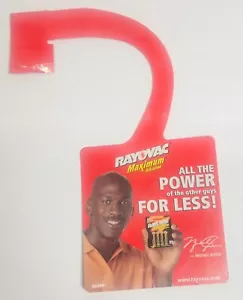 RAYOVAC
Maximum
ALL THE
POWER
of the other guys
FOR LESS!
www.rayovac.com